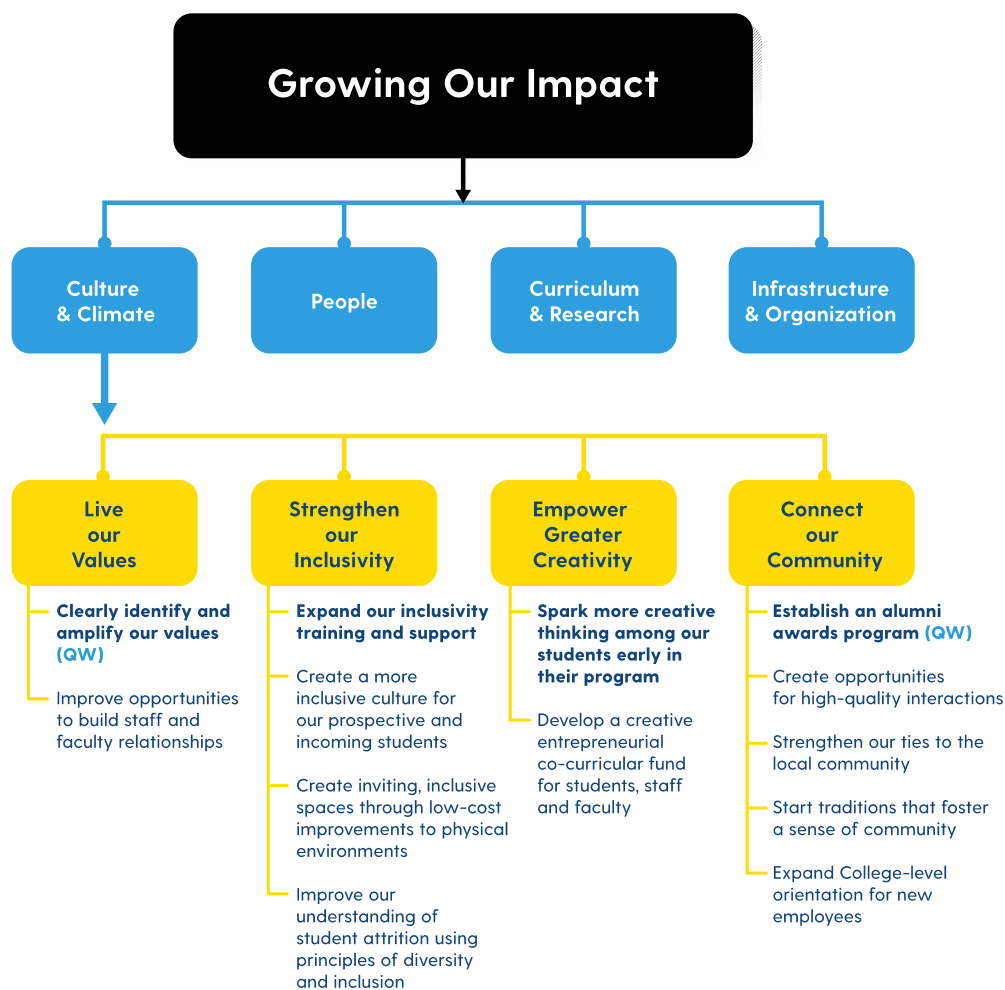 Growing Our Impact
Culture
& Climate
People
Curriculum
& Research
Infrastructure
& Organization
Live
our
Values
Strengthen
our
Inclusivity
Empower
Greater
Creativity
Connect
our
Community
Clearly identify and
amplify our values
(QW)
Improve opportunities
to build staff and
faculty relationships
Expand our inclusivity
training and support
Create a more
inclusive culture for
our prospective and
incoming students
Create inviting, inclusive
spaces through low-cost
improvements to physical
environments
Improve our
understanding of
student attrition using
principles of diversity
and inclusion
Spark more creative
thinking among our
students early in
their program
Develop a creative
entrepreneurial
co-curricular fund
for students, staff
and faculty
Establish an alumni
awards program (QW)
Create opportunities
for high-quality interactions
Strengthen our ties to the
local community
Start traditions that foster
a sense of community
Expand College-level
orientation for new
employees